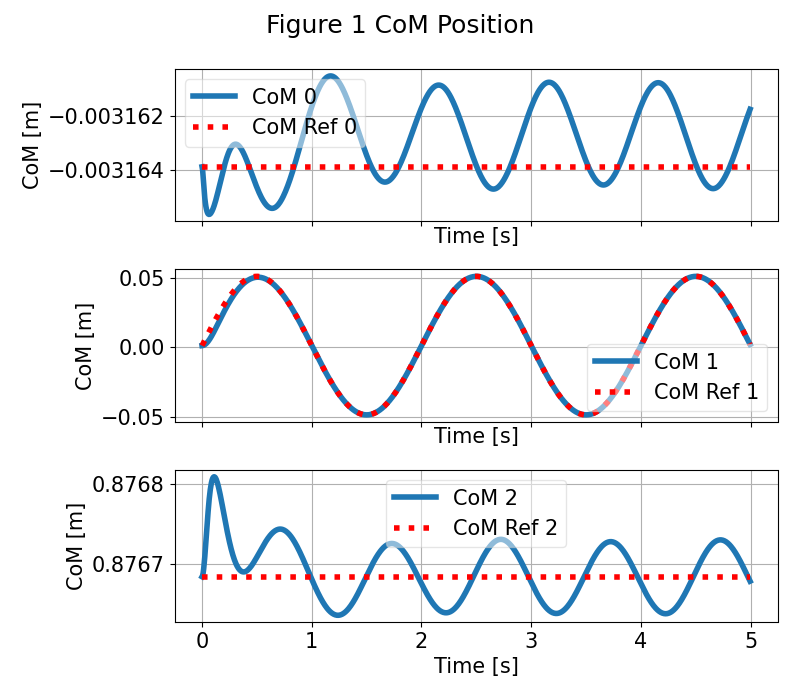 Figure 1 CoM Position
CoM [m]
−0.003162
−0.003164
CoM 0
CoM Ref 0
Time [s]
CoM [m]
0.05
0.00
−0.05
CoM 1
CoM Ref 1
Time [s]
CoM [m]
0.8768
0.8767
CoM 2
CoM Ref 2
0 1 2 3 4 5
Time [s]